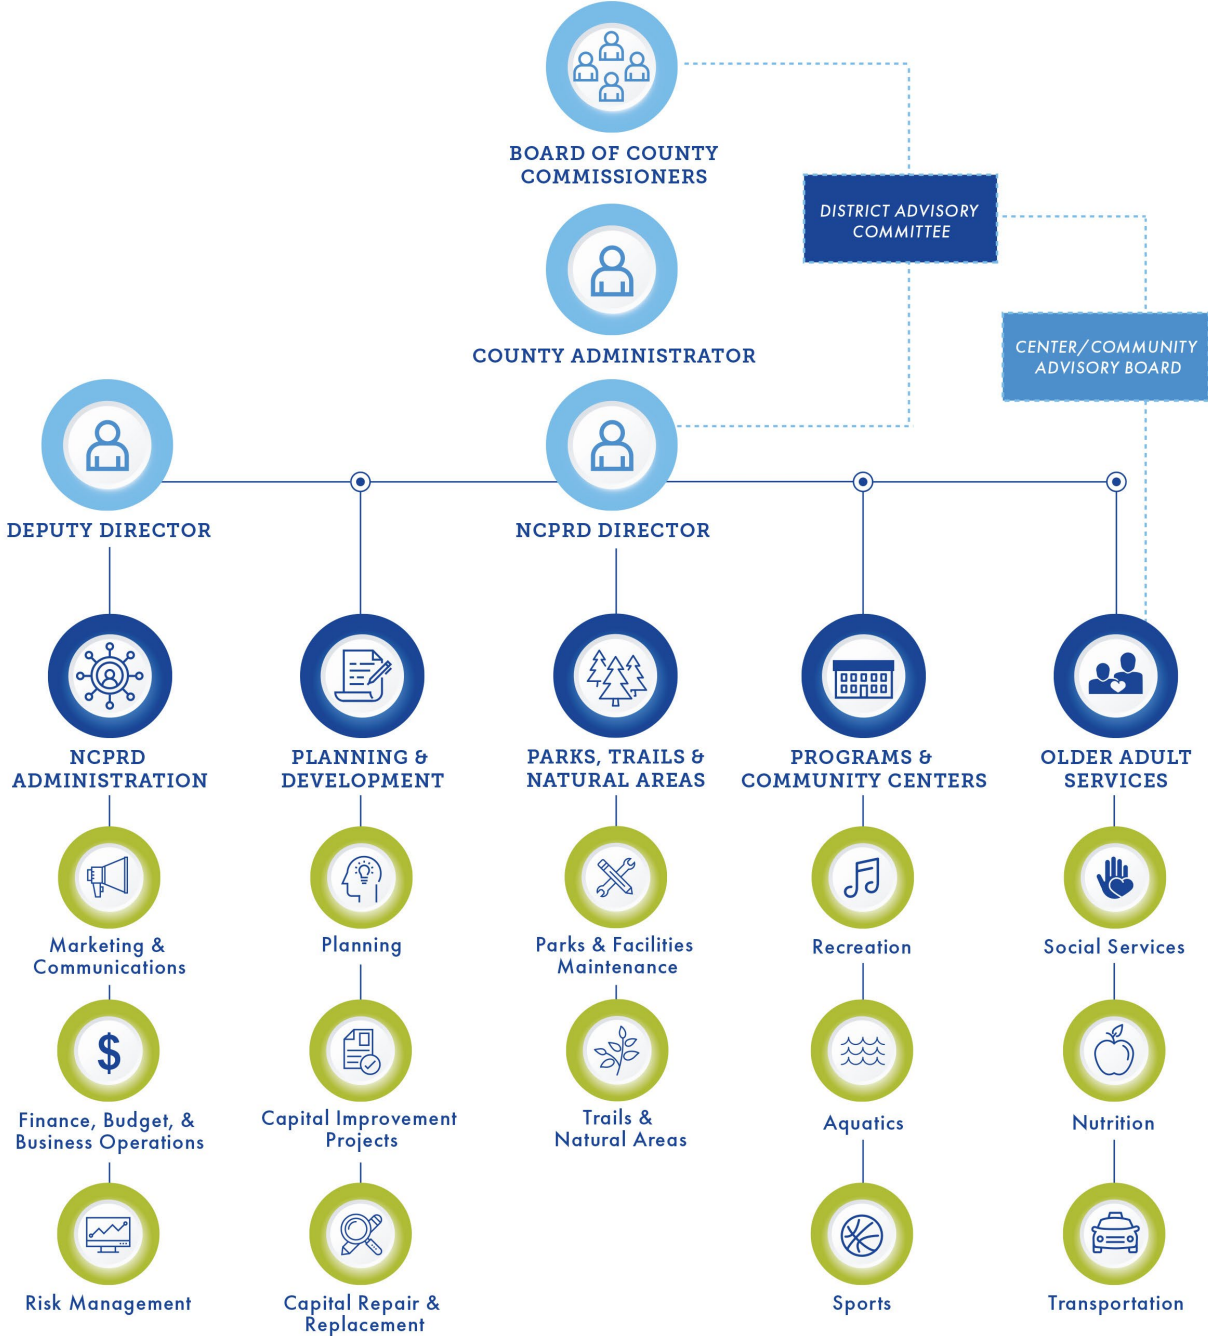 BOARD OF COUNTY
COMMISSIONERS
DISTRICT ADVISORY
COMMITTEE
COUNTY ADMINISTRATOR
CENTER/COMMUNITY
ADVISORY BOARD
DEPUTY DIRECTOR
NCPRD DIRECTOR
NCPRD
ADMINISTRATION
PLANNING &
DEVELOPMENT
PARKS, TRAILS &
NATURAL AREAS
PROGRAMS &
COMMUNITY CENTERS
OLDER ADULT
SERVICES
Marketing &
Communications
Planning
Parks & Facilities
Maintenance
Recreation
Social Services
$
Finance, Budget, &
Business Operations
Capital Improvement
Projects
Trails &
Natural Areas
Aquatics
Nutrition
Risk Management
Capital Repair &
Replacement
Sports
Transportation